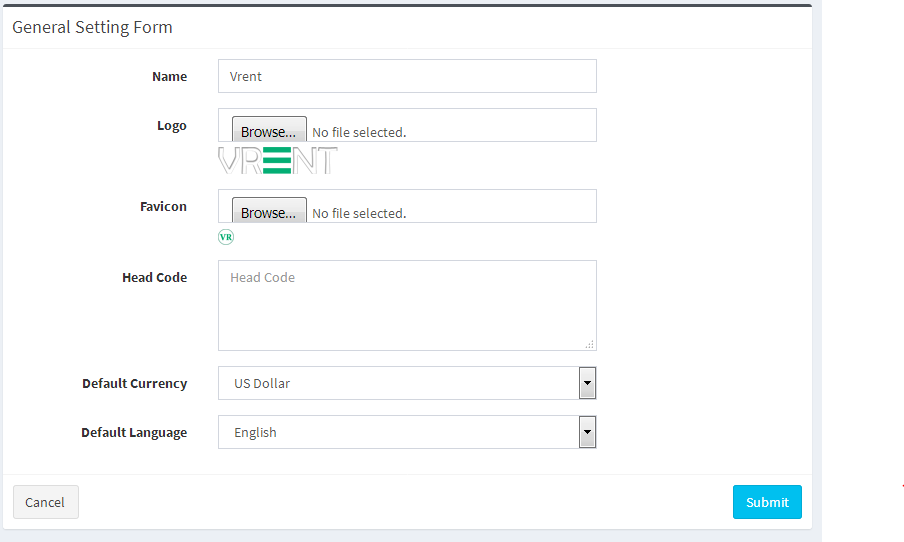 General Setting Form
Name
Vrent
Logo
Browse... No file selected.
VRENT
Favicon
Browse... No file selected.
VR
Head Code
Head Code
Default Currency
US Dollar
Default Language
English
Cancel
Submit